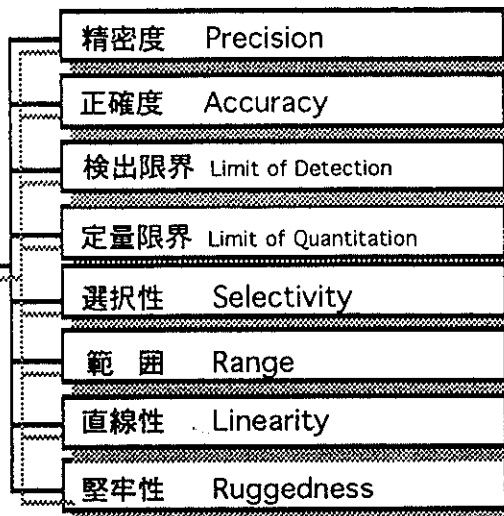 精密度 Precision
正確度 Accuracy
検出限界 Limit of Detection
定量限界 Limit of Quantitation
選択性 Selectivity
範囲 Range
直線性 Linearity
堅牢性 Ruggedness